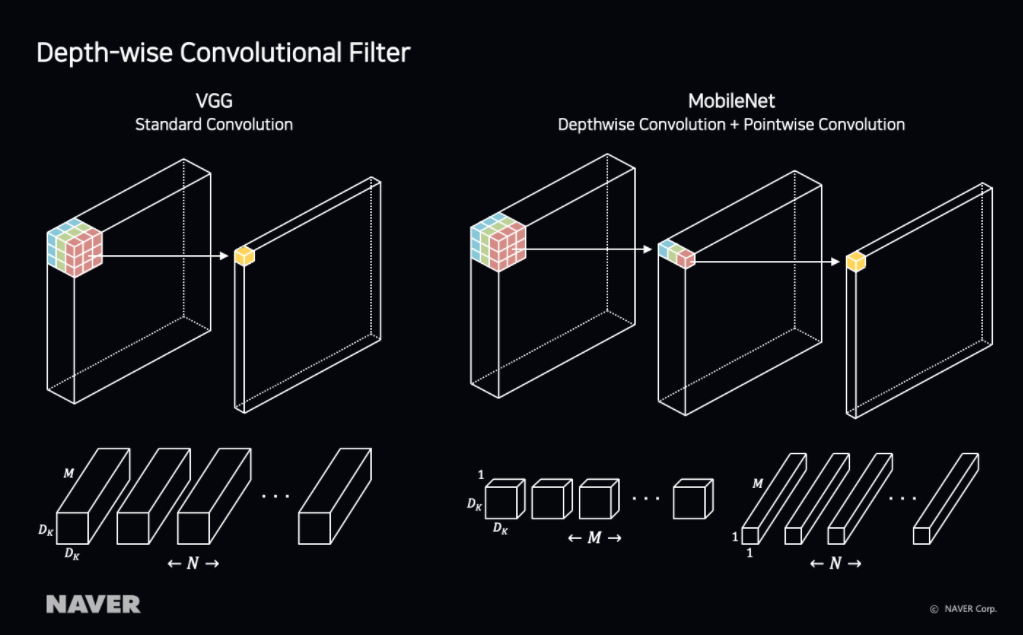 Depth-wise Convolutional Filter
VGG
Standard Convolution
MobileNet
Depthwise Convolution + Pointwise Convolution
M
D_K
D_K
← N →
1
D_K
D_K
← M →
M
1
1
← N →
NAVER
© NAVER Corp.